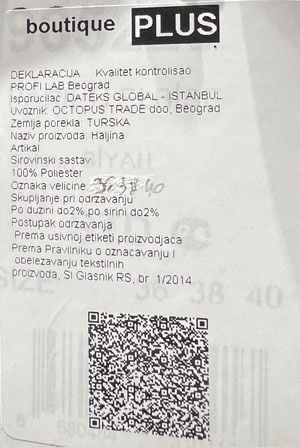 boutique PLUS
DEKLARACIJA Kvalitet kontrolisao
PROFI LAB Beograd
Isporucilac: DATEKS GLOBAL - ISTANBUL
Uvoznik: OCTOPUS TRADE doo, Beograd
Zemlja porekla: TURSKA
Naziv proizvoda: Haljina
Artikal
Sirovinski sastav
100% Poliester
Oznaka velicine: 36,38,40
Skupljanje pri odrzavanju
Po duzini do2%,po sirini do2%
Postupak odrzavanja
Prema usivnoj etiketi proizvodjaca
Prema Pravilniku o oznacavanju I
obelezavanju tekstilnih
proizvoda, Sl Glasnik RS, br 1/2014
SIZE 36 38 40